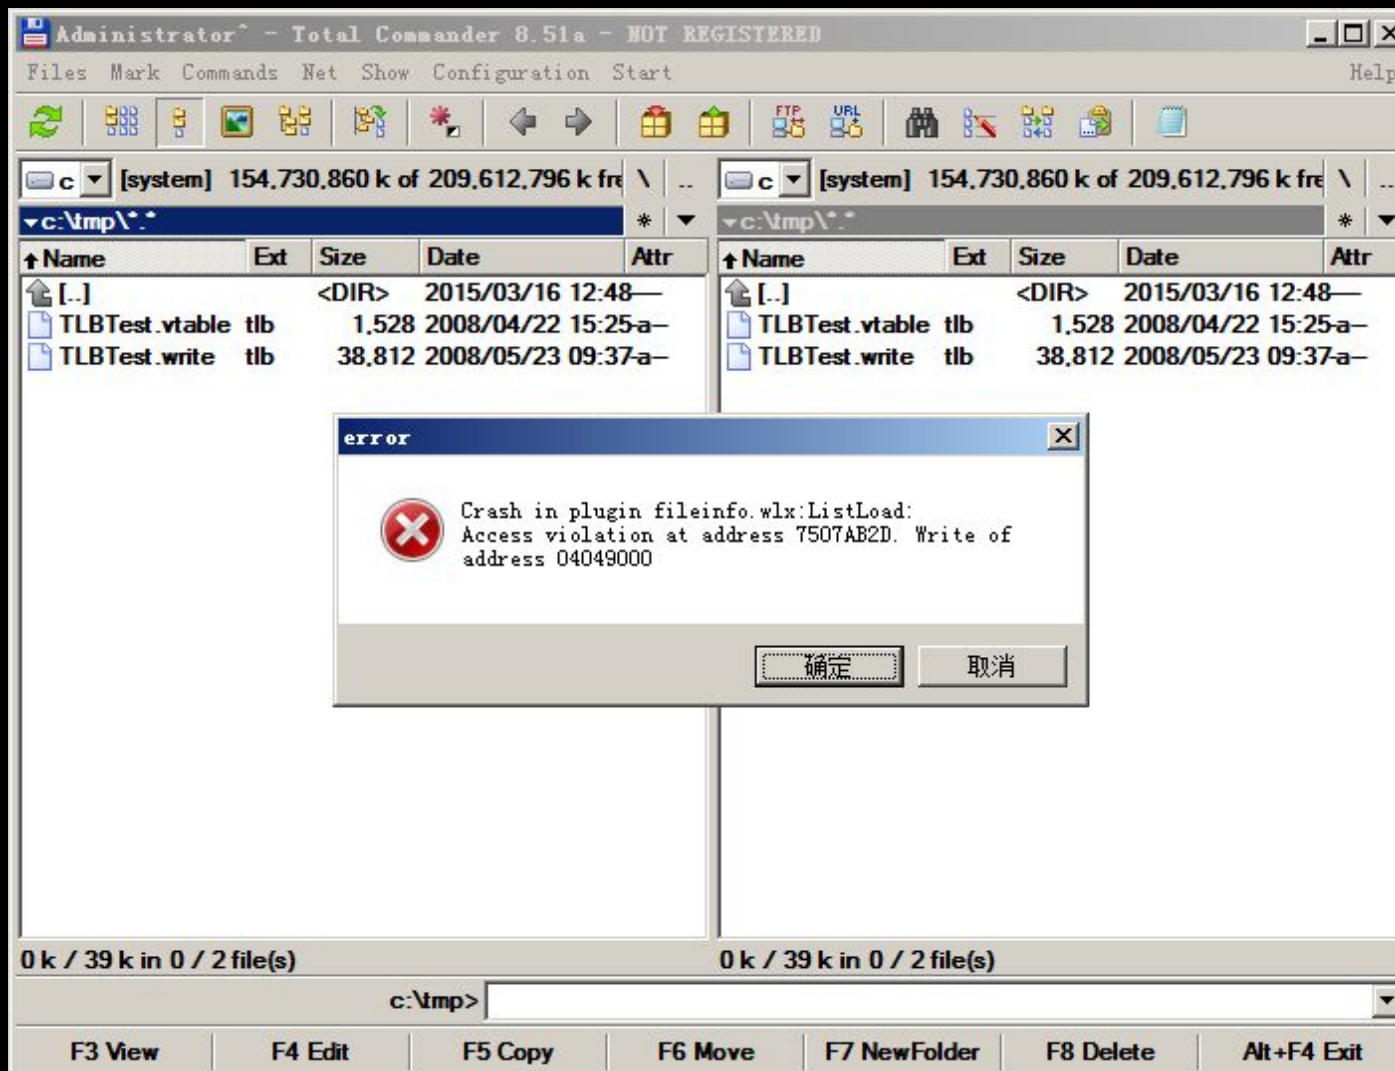 Administrator^ - Total Commander 8.51a - NOT REGISTERED
Files Mark Commands Net Show Configuration Start Help
FTP URL
c [system] 154,730,860 k of 209,612,796 k fre \ .. c [system] 154,730,860 k of 209,612,796 k fre \ ..
c:\tmp\*.* * c:\tmp\*.* *
Name Ext Size Date Attr Name Ext Size Date Attr
[..] <DIR> 2015/03/16 12:48 — [..] <DIR> 2015/03/16 12:48 —
TLBTest.vtable tlb 1,528 2008/04/22 15:25 -a– TLBTest.vtable tlb 1,528 2008/04/22 15:25 -a–
TLBTest.write tlb 38,812 2008/05/23 09:37 -a– TLBTest.write tlb 38,812 2008/05/23 09:37 -a–
error
Crash in plugin fileinfo.wlx:ListLoad:
Access violation at address 7507AB2D. Write of
address 04049000
确定 取消
0 k / 39 k in 0 / 2 file(s) 0 k / 39 k in 0 / 2 file(s)
c:\tmp>
F3 View F4 Edit F5 Copy F6 Move F7 NewFolder F8 Delete Alt+F4 Exit